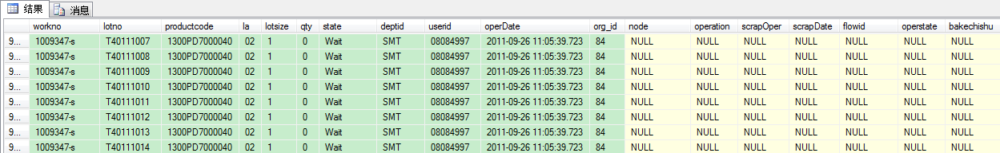 结果 消息
workno lotno productcode la lotsize qty state deptid userid operDate org_id node operation scrapOper scrapDate flowid operstate bakechishu
9... 1009347-s T40111007 1300PD7000040 02 1 0 Wait SMT 08084997 2011-09-26 11:05:39.723 84 NULL NULL NULL NULL NULL NULL NULL
9... 1009347-s T40111008 1300PD7000040 02 1 0 Wait SMT 08084997 2011-09-26 11:05:39.723 84 NULL NULL NULL NULL NULL NULL NULL
9... 1009347-s T40111009 1300PD7000040 02 1 0 Wait SMT 08084997 2011-09-26 11:05:39.723 84 NULL NULL NULL NULL NULL NULL NULL
9... 1009347-s T40111010 1300PD7000040 02 1 0 Wait SMT 08084997 2011-09-26 11:05:39.723 84 NULL NULL NULL NULL NULL NULL NULL
9... 1009347-s T40111011 1300PD7000040 02 1 0 Wait SMT 08084997 2011-09-26 11:05:39.723 84 NULL NULL NULL NULL NULL NULL NULL
9... 1009347-s T40111012 1300PD7000040 02 1 0 Wait SMT 08084997 2011-09-26 11:05:39.723 84 NULL NULL NULL NULL NULL NULL NULL
9... 1009347-s T40111013 1300PD7000040 02 1 0 Wait SMT 08084997 2011-09-26 11:05:39.723 84 NULL NULL NULL NULL NULL NULL NULL
9... 1009347-s T40111014 1300PD7000040 02 1 0 Wait SMT 08084997 2011-09-26 11:05:39.723 84 NULL NULL NULL NULL NULL NULL NULL